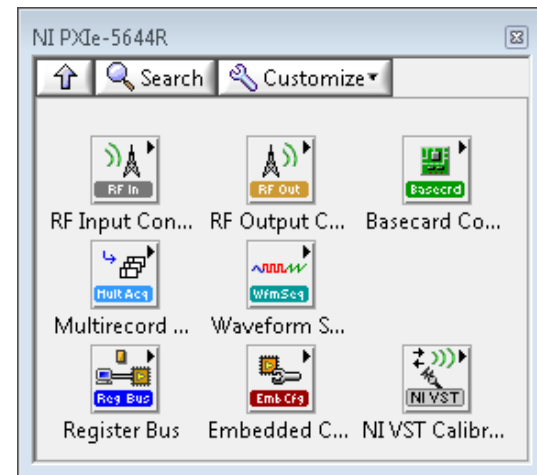 NI PXIe-5644R
Search Customize
RF In RF Out Basecrd
RF Input Con... RF Output C... Basecard Co...
Mult Acq WfmSeq
Multirecord ... Waveform S...
Reg Bus Emb Cfg NI VST
Register Bus Embedded C... NI VST Calibr...